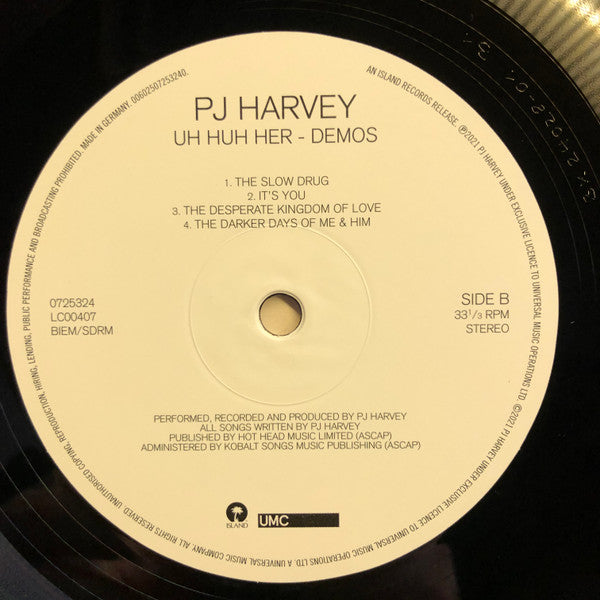 PJ HARVEY
UH HUH HER - DEMOS
1. THE SLOW DRUG
2. IT'S YOU
3. THE DESPERATE KINGDOM OF LOVE
4. THE DARKER DAYS OF ME & HIM
0725324
LC00407
BIEM/SDRM
SIDE B
33 1/3 RPM
STEREO
PERFORMED, RECORDED AND PRODUCED BY PJ HARVEY
ALL SONGS WRITTEN BY PJ HARVEY
PUBLISHED BY HOT HEAD MUSIC LIMITED (ASCAP)
ADMINISTERED BY KOBALT SONGS MUSIC PUBLISHING (ASCAP)
ISLAND
UMC
AN ISLAND RECORDS RELEASE. ℗2021 PJ HARVEY UNDER EXCLUSIVE LICENCE TO UNIVERSAL MUSIC OPERATIONS LTD. ©2021 PJ HARVEY UNDER EXCLUSIVE LICENCE TO UNIVERSAL MUSIC OPERATIONS LTD. A UNIVERSAL MUSIC COMPANY. ALL RIGHTS RESERVED. UNAUTHORISED COPYING, REPRODUCTION, HIRING, LENDING, PUBLIC PERFORMANCE AND BROADCASTING PROHIBITED. MADE IN GERMANY. 00602507253240.